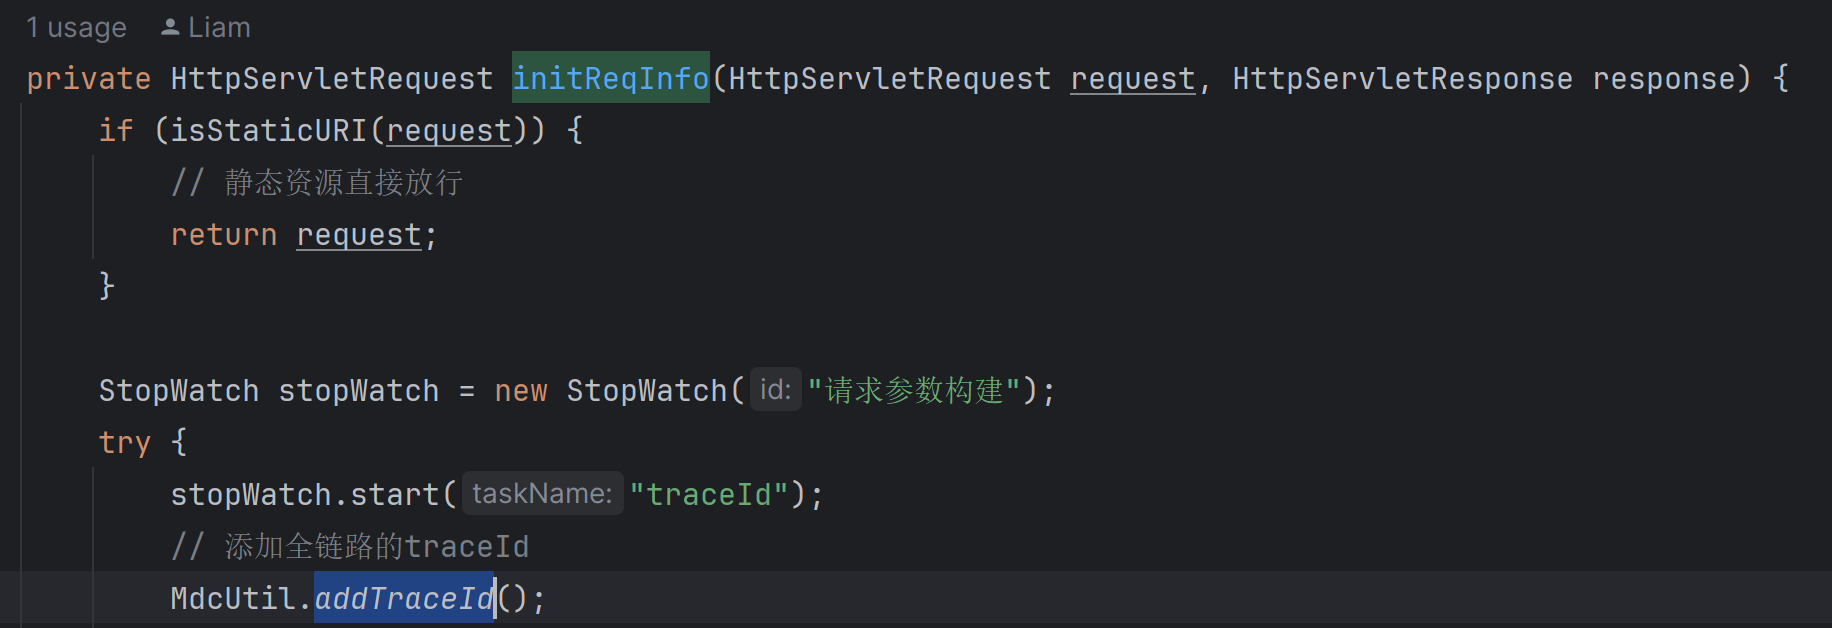 1 usage Liam
private HttpServletRequest initReqInfo(HttpServletRequest request, HttpServletResponse response) {
if (isStaticURI(request)) {
// 静态资源直接放行
return request;
}
StopWatch stopWatch = new StopWatch( id: "请求参数构建");
try {
stopWatch.start( taskName: "traceId");
// 添加全链路的traceId
MdcUtil.addTraceId();